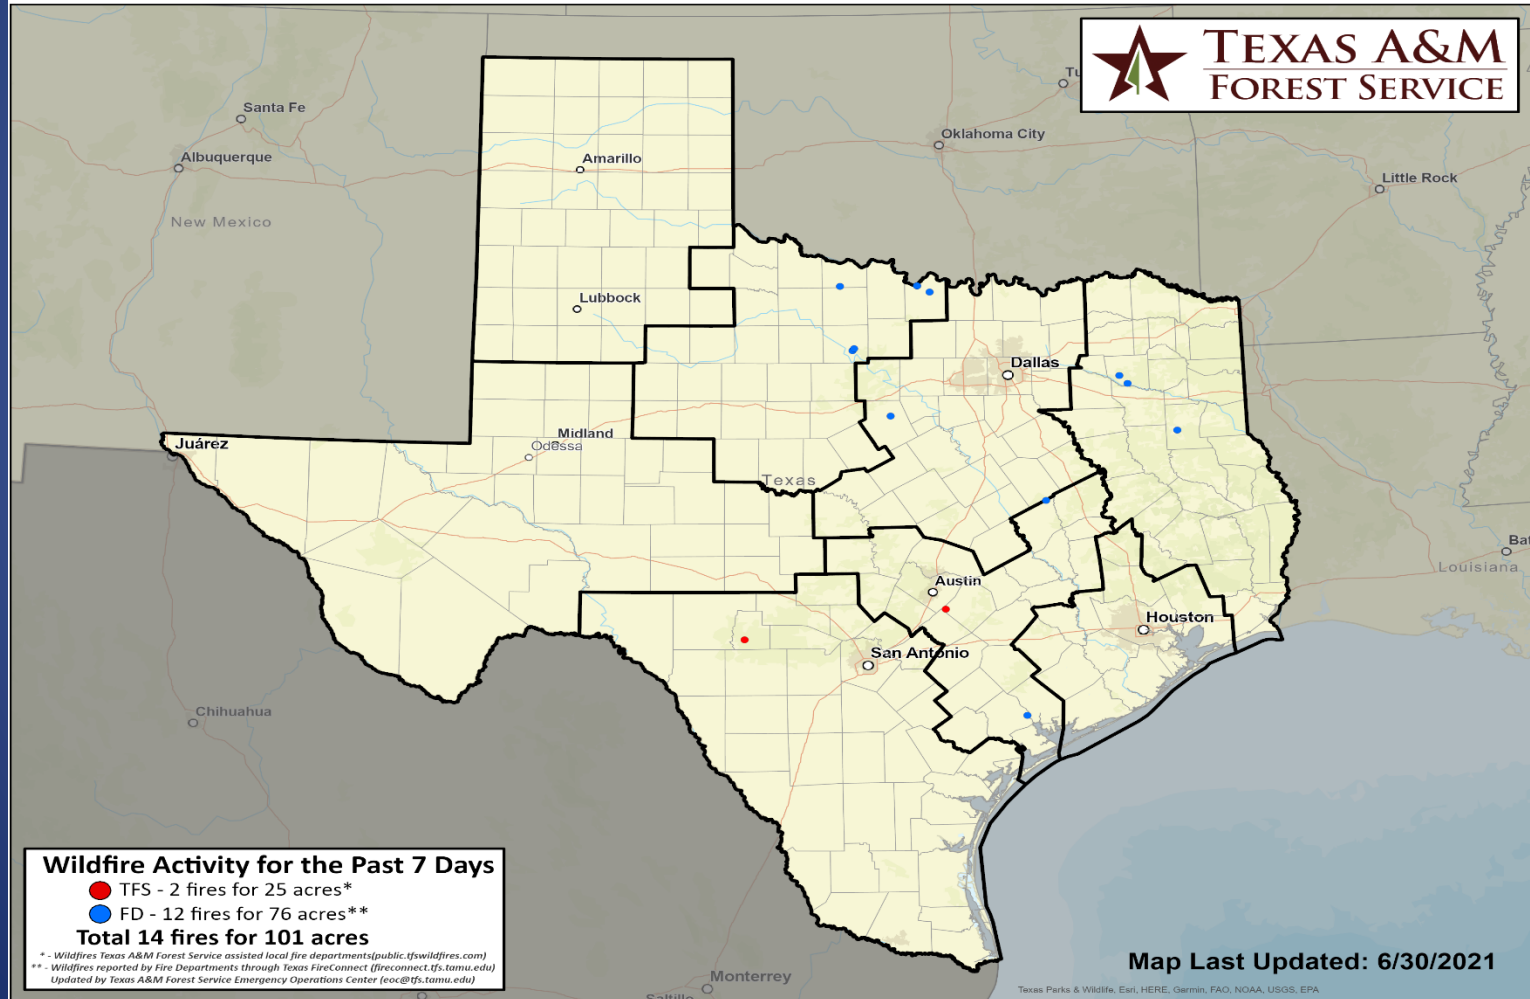 TEXAS A&M
FOREST SERVICE
Tu
Santa Fe
Oklahoma City
Albuquerque
Amarillo
Little Rock
New Mexico
Lubbock
Dallas
Juárez
Midland
Odessa
Texas
Bat
Louisiana
Austin
Houston
San Antonio
Chihuahua
Wildfire Activity for the Past 7 Days
TFS - 2 fires for 25 acres*
FD - 12 fires for 76 acres**
Total 14 fires for 101 acres
* - Wildfires Texas A&M Forest Service assisted local fire departments(public.tfswildfires.com)
** - Wildfires reported by Fire Departments through Texas FireConnect (fireconnect.tfs.tamu.edu)
Updated by Texas A&M Forest Service Emergency Operations Center (eoc@tfs.tamu.edu)
Map Last Updated: 6/30/2021
Monterrey
Saltillo
Texas Parks & Wildlife, Esri, HERE, Garmin, FAO, NOAA, USGS, EPA